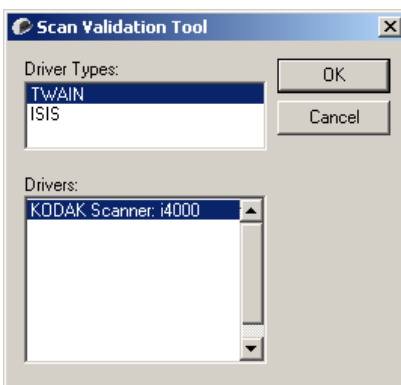 Scan Validation Tool
Driver Types:
TWAIN
ISIS
OK
Cancel
Drivers:
KODAK Scanner: i4000